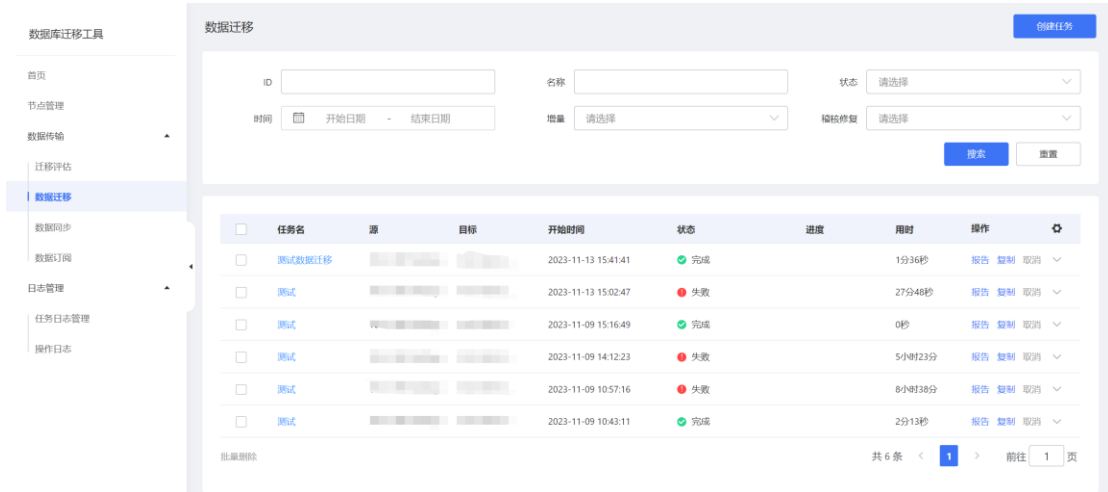 数据库迁移工具
首页
节点管理
数据传输
迁移评估
数据迁移
数据同步
数据订阅
日志管理
任务日志管理
操作日志
数据迁移
创建任务
ID
名称
状态 请选择
时间 开始日期 - 结束日期
增量 请选择
稽核修复 请选择
搜索 重置
任务名 源 目标 开始时间 状态 进度 用时 操作
测试数据迁移 2023-11-13 15:41:41 完成 1分36秒 报告 复制 取消
测试 2023-11-13 15:02:47 失败 27分48秒 报告 复制 取消
测试 2023-11-09 15:16:49 完成 0秒 报告 复制 取消
测试 2023-11-09 14:12:23 失败 5小时23分 报告 复制 取消
测试 2023-11-09 10:57:16 失败 8小时38分 报告 复制 取消
测试 2023-11-09 10:43:11 完成 2分13秒 报告 复制 取消
批量删除
共 6 条 < 1 > 前往 1 页